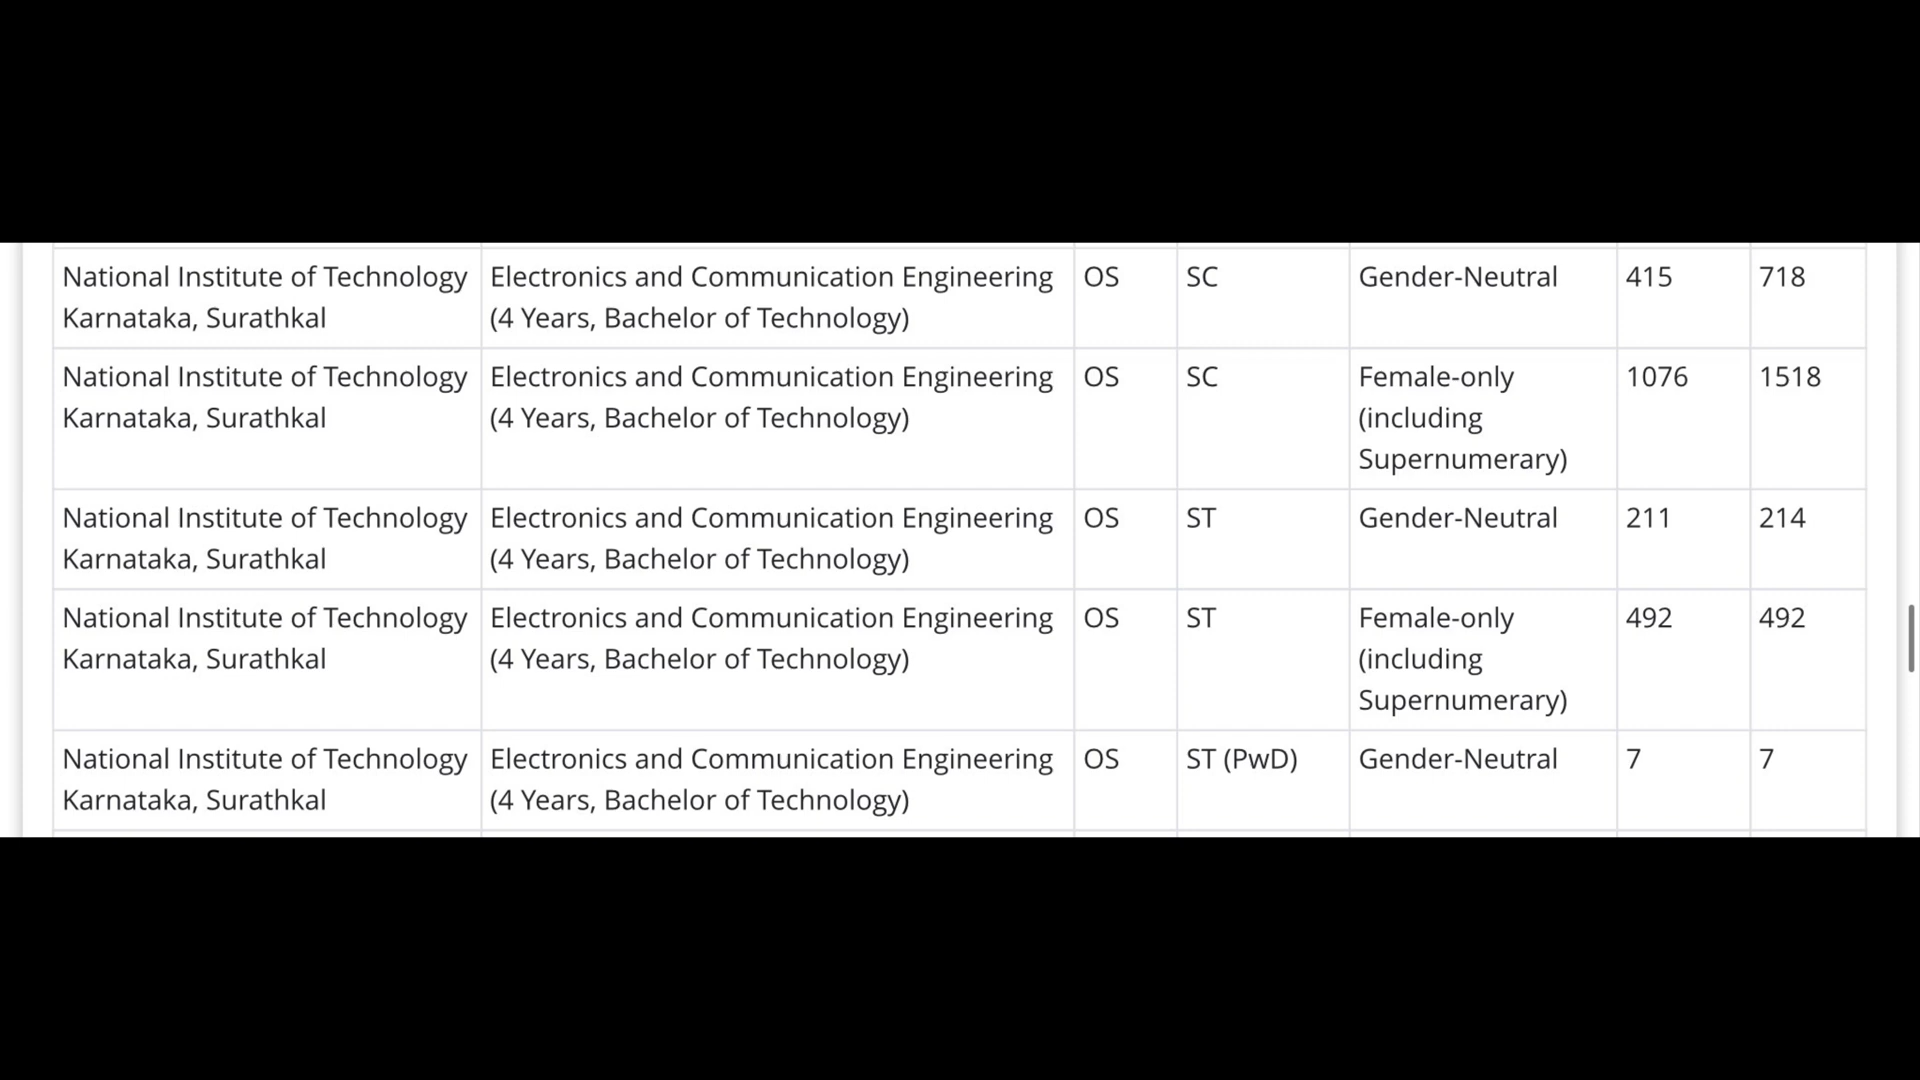 National Institute of Technology Electronics and Communication Engineering OS SC Gender-Neutral 415 718
Karnataka, Surathkal (4 Years, Bachelor of Technology)
National Institute of Technology Electronics and Communication Engineering OS SC Female-only 1076 1518
Karnataka, Surathkal (4 Years, Bachelor of Technology) (including
Supernumerary)
National Institute of Technology Electronics and Communication Engineering OS ST Gender-Neutral 211 214
Karnataka, Surathkal (4 Years, Bachelor of Technology)
National Institute of Technology Electronics and Communication Engineering OS ST Female-only 492 492
Karnataka, Surathkal (4 Years, Bachelor of Technology) (including
Supernumerary)
National Institute of Technology Electronics and Communication Engineering OS ST (PwD) Gender-Neutral 7 7
Karnataka, Surathkal (4 Years, Bachelor of Technology)